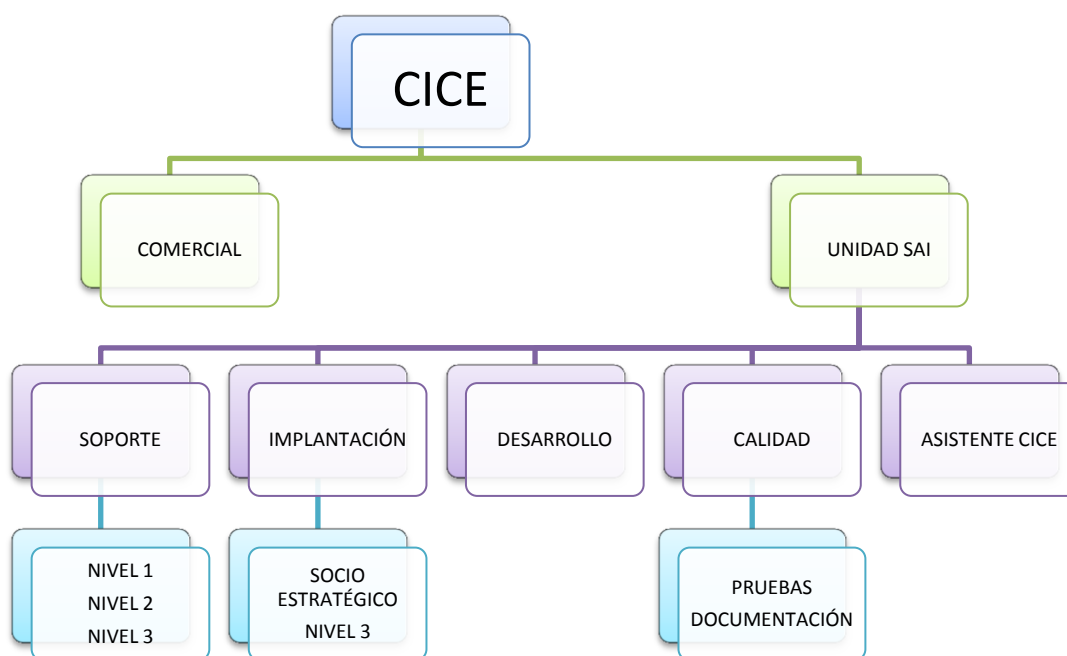 CICE
COMERCIAL
UNIDAD SAI
SOPORTE
IMPLANTACIÓN
DESARROLLO
CALIDAD
ASISTENTE CICE
NIVEL 1
NIVEL 2
NIVEL 3
SOCIO
ESTRATÉGICO
NIVEL 3
PRUEBAS
DOCUMENTACIÓN